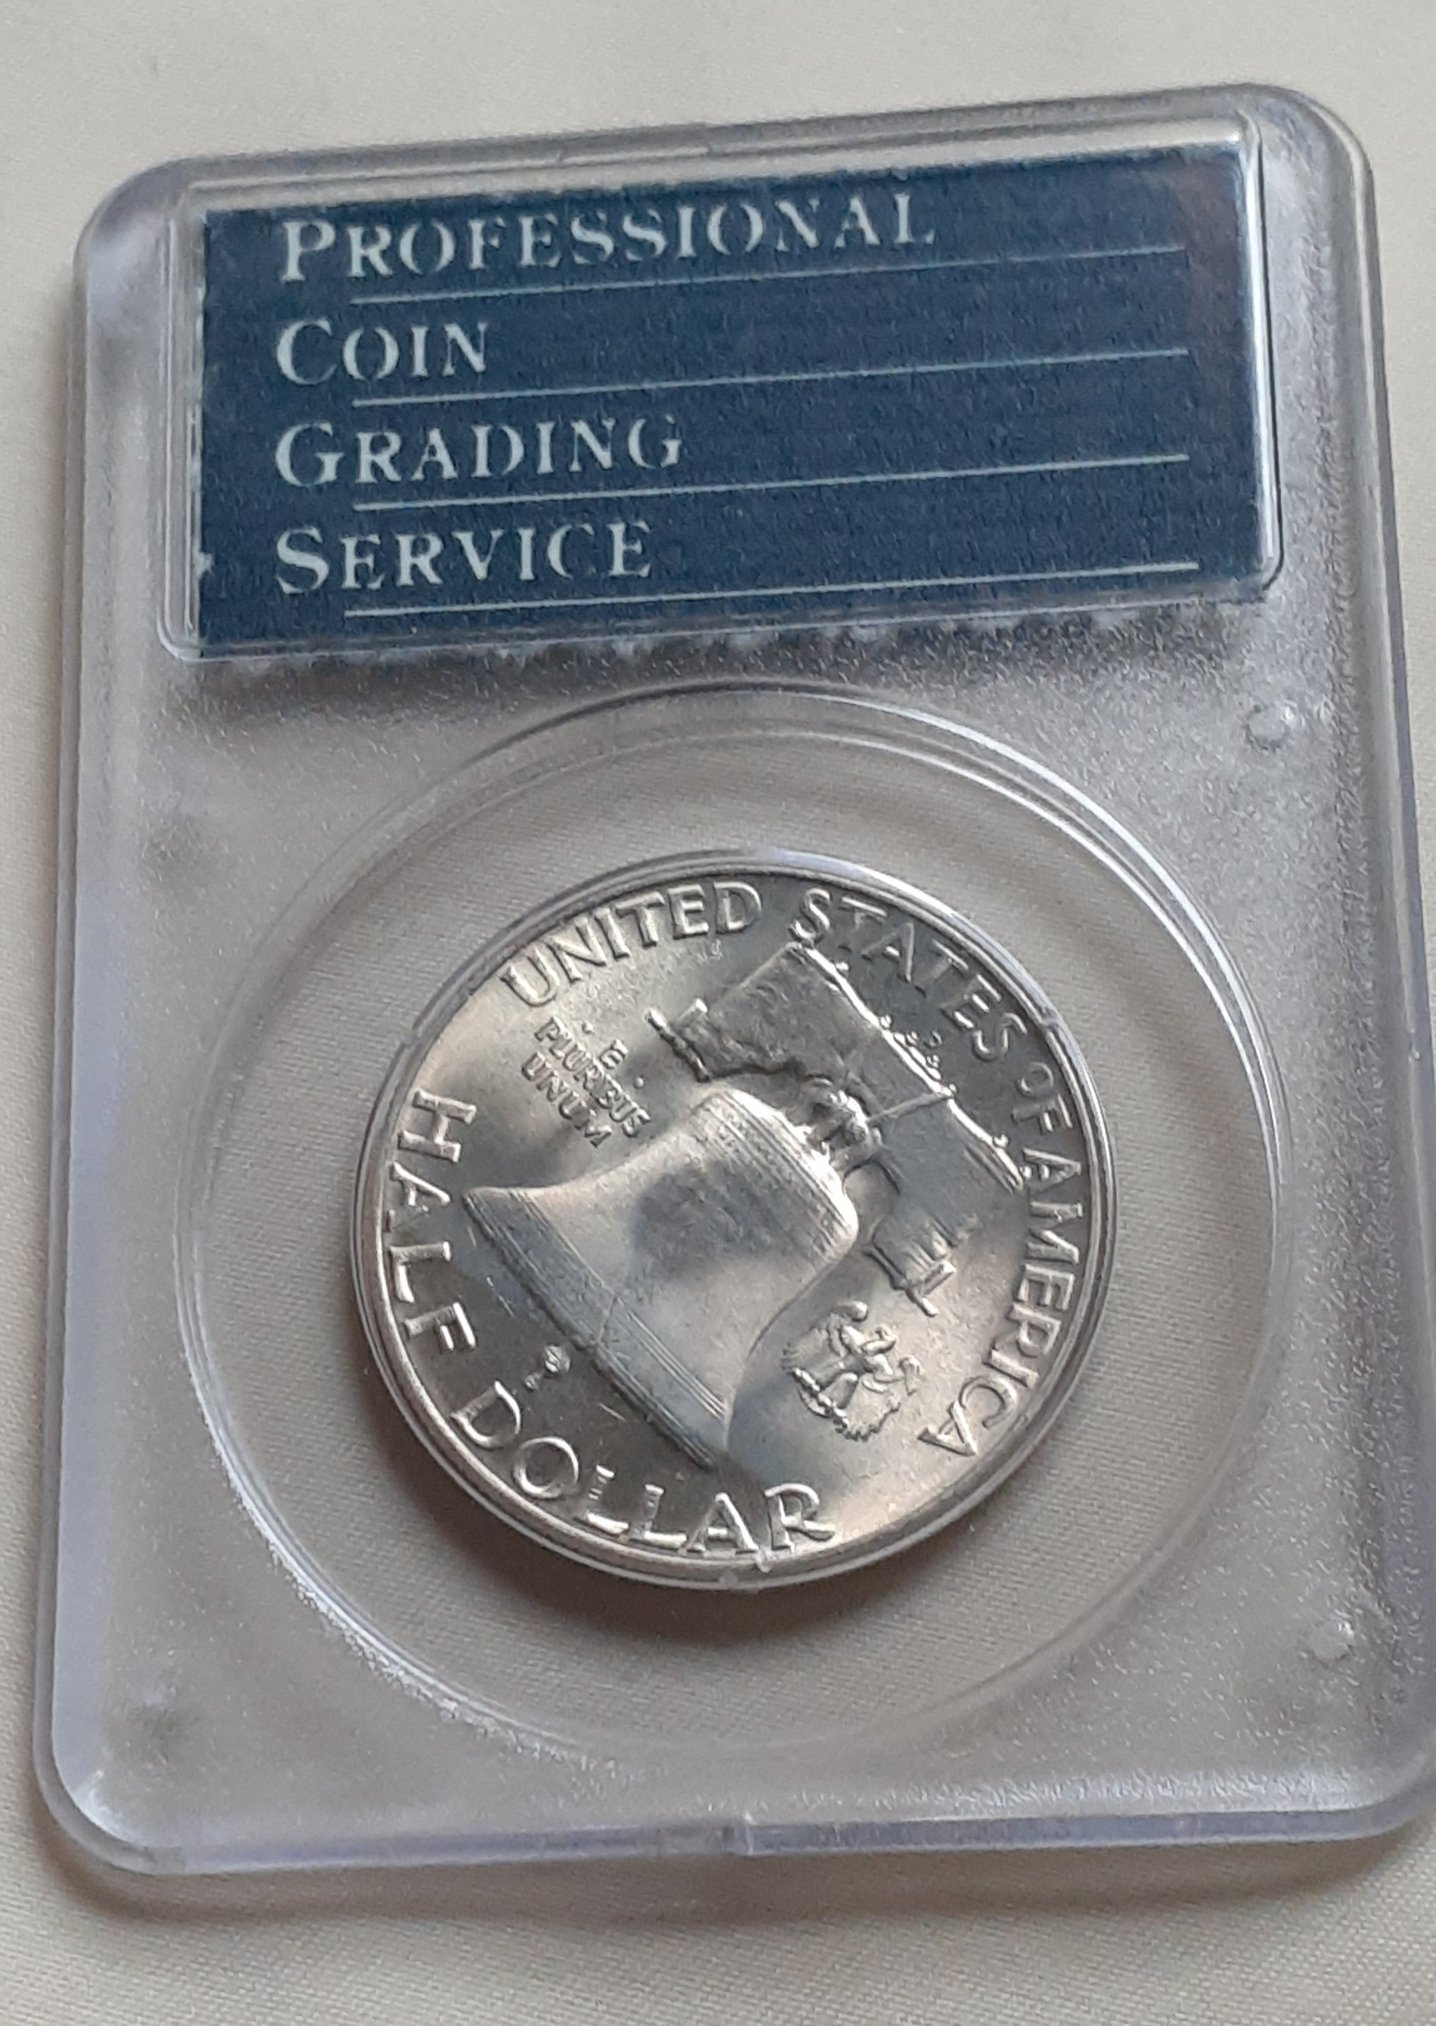 PROFESSIONAL
COIN
GRADING
SERVICE
UNITED STATES OF AMERICA
E
PLURIBUS
UNUM
HALF DOLLAR